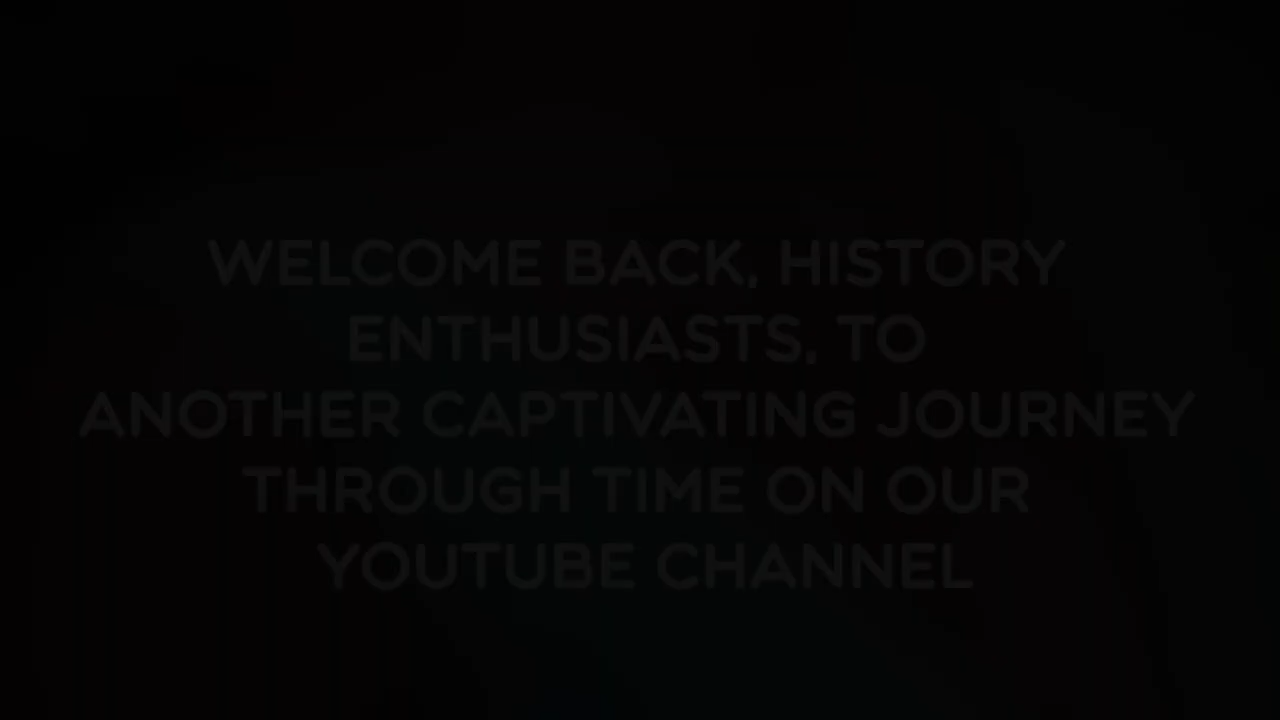 WELCOME BACK, HISTORY
ENTHUSIASTS, TO
ANOTHER CAPTIVATING JOURNEY
THROUGH TIME ON OUR
YOUTUBE CHANNEL